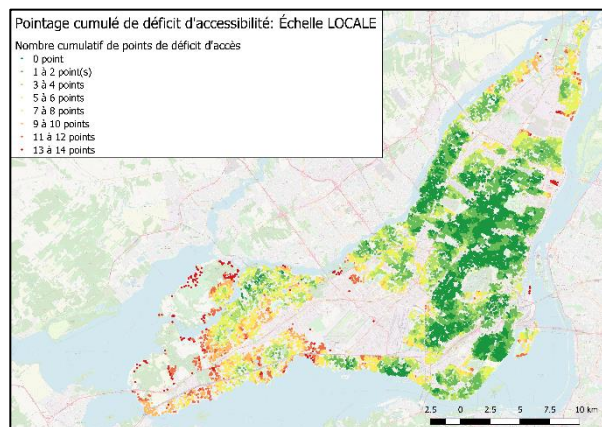 Pointage cumulé de déficit d'accessibilité: Échelle LOCALE
Nombre cumulatif de points de déficit d'accès
0 point
1 à 2 point(s)
3 à 4 points
5 à 6 points
7 à 8 points
9 à 10 points
11 à 12 points
13 à 14 points
2.5 0 2.5 5 7.5 10 km